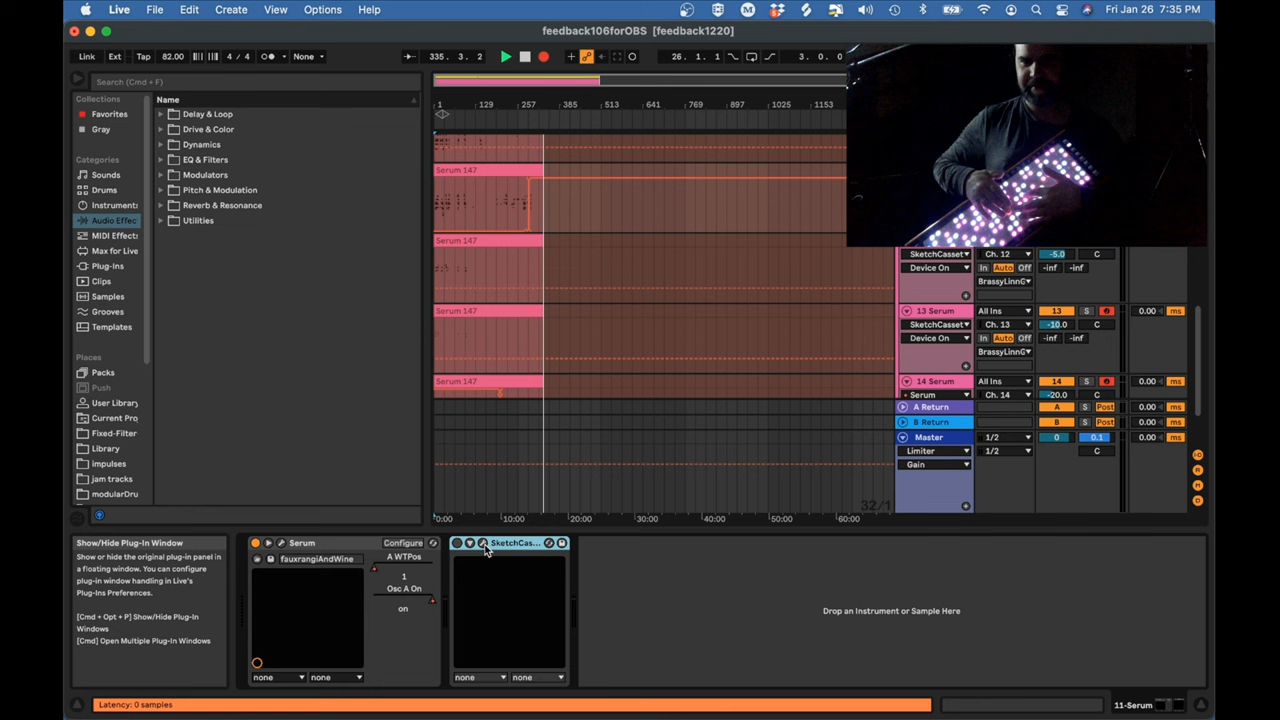 Live File Edit Create View Options Help
Fri Jan 26 7:35 PM
feedback106forOBS [feedback1220]
Link Ext Tap 82.00 4 / 4 None
335. 3. 2
26. 1. 1
3. 0. 0
Search (Cmd + F)
Collections
Favorites
Gray
Categories
Sounds
Drums
Instrument:
Audio Effec
MIDI Effect:
Max for Live
Plug-Ins
Clips
Samples
Grooves
Templates
Places
Packs
Push
User Library
Current Pro
Fixed-Filter
Library
impulses
jam tracks
modularDru
Name
Delay & Loop
Drive & Color
Dynamics
EQ & Filters
Modulators
Pitch & Modulation
Reverb & Resonance
Utilities
1 129 257 385 513 641 769 897 1025 1153
Serum 147
Serum 147
Serum 147
Serum 147
32/1
0:00 10:00 20:00 30:00 40:00 50:00 60:00
SketchCasset Ch. 12 -5.0 C
Device On In Auto Off -inf -inf
BrassyLinnG
13 Serum All Ins 13 S 0.00 ms
SketchCasset Ch. 13 -10.0 C
Device On In Auto Off -inf -inf
BrassyLinnG
14 Serum All Ins 14 S 0.00 ms
Serum Ch. 14 -20.0 C
A Return A S Post 0.00 ms
B Return B S Post 0.00 ms
Master 1/2 0 0.1 0.00 ms
Limiter 1/2 C
Gain
Show/Hide Plug-In Window
Show or hide the original plug-in panel in
a floating window. You can configure
plug-in window handling in Live's
Plug-Ins Preferences.
[Cmd + Opt + P] Show/Hide Plug-In
Windows
[Cmd] Open Multiple Plug-In Windows
Serum Configure
fauxrangiAndWine
A WTPos
1
Osc A On
on
none none
SketchCas...
none none
Drop an Instrument or Sample Here
Latency: 0 samples
11-Serum